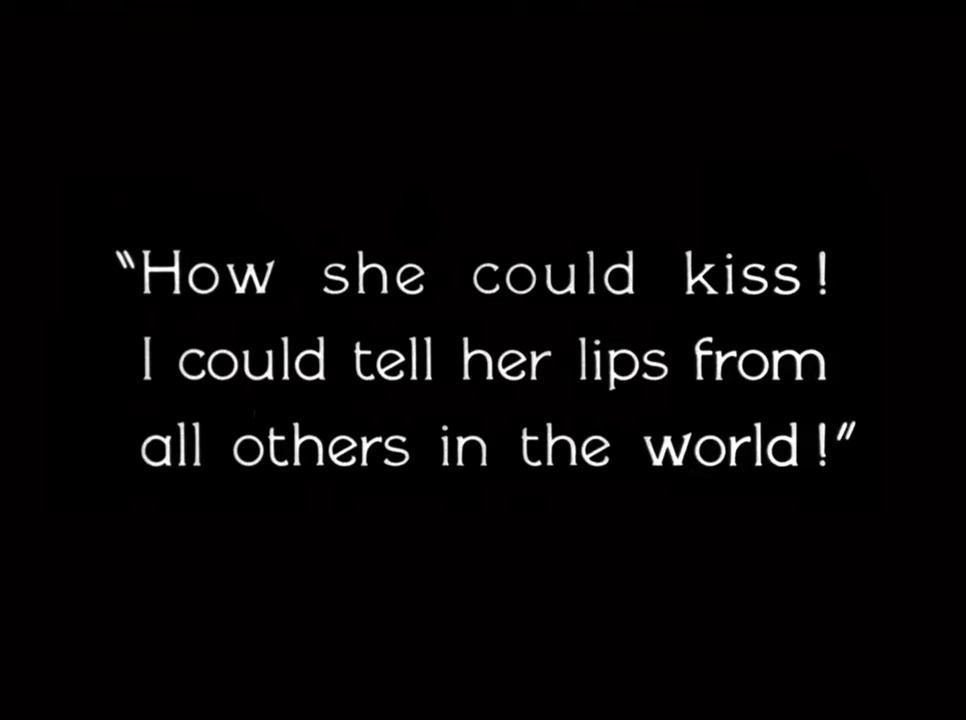 "How she could kiss!
I could tell her lips from
all others in the world!"